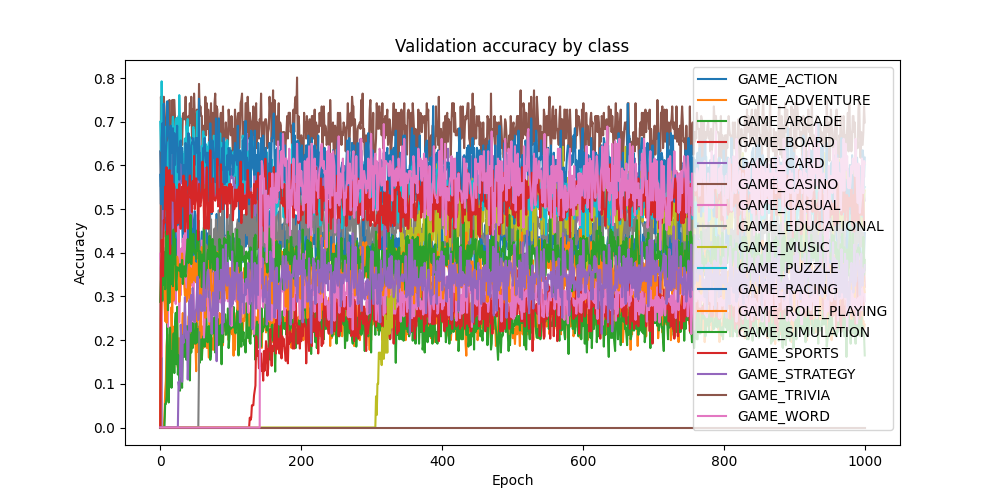 Validation accuracy by class
Accuracy
0.8
0.7
0.6
0.5
0.4
0.3
0.2
0.1
0.0
0
200
400
600
800
1000
Epoch
GAME_ACTION
GAME_ADVENTURE
GAME_ARCADE
GAME_BOARD
GAME_CARD
GAME_CASINO
GAME_CASUAL
GAME_EDUCATIONAL
GAME_MUSIC
GAME_PUZZLE
GAME_RACING
GAME_ROLE_PLAYING
GAME_SIMULATION
GAME_SPORTS
GAME_STRATEGY
GAME_TRIVIA
GAME_WORD